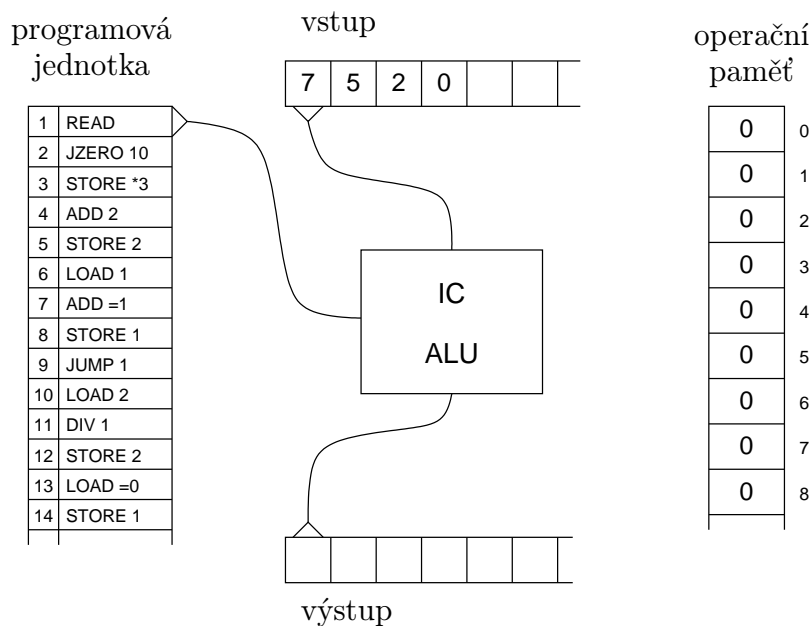 programová
jednotka
1 READ
2 JZERO 10
3 STORE *3
4 ADD 2
5 STORE 2
6 LOAD 1
7 ADD =1
8 STORE 1
9 JUMP 1
10 LOAD 2
11 DIV 1
12 STORE 2
13 LOAD =0
14 STORE 1
vstup
7 5 2 0
IC
ALU
výstup
operační
paměť
0 0
0 1
0 2
0 3
0 4
0 5
0 6
0 7
0 8